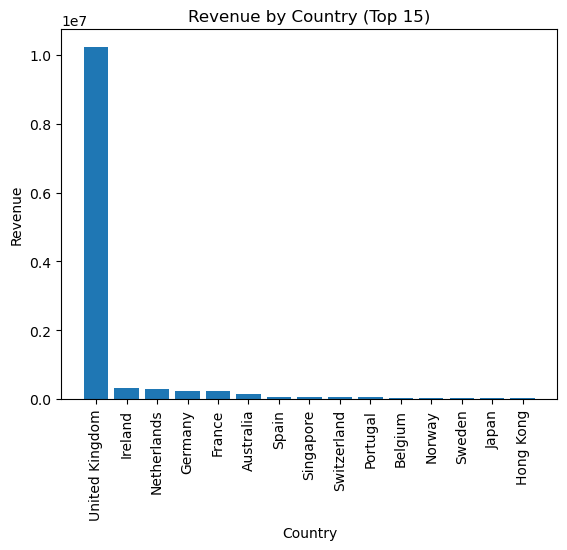 Revenue by Country (Top 15)
1e7
1.0
0.8
0.6
0.4
0.2
0.0
Revenue
United Kingdom
Ireland
Netherlands
Germany
France
Australia
Spain
Singapore
Switzerland
Portugal
Belgium
Norway
Sweden
Japan
Hong Kong
Country